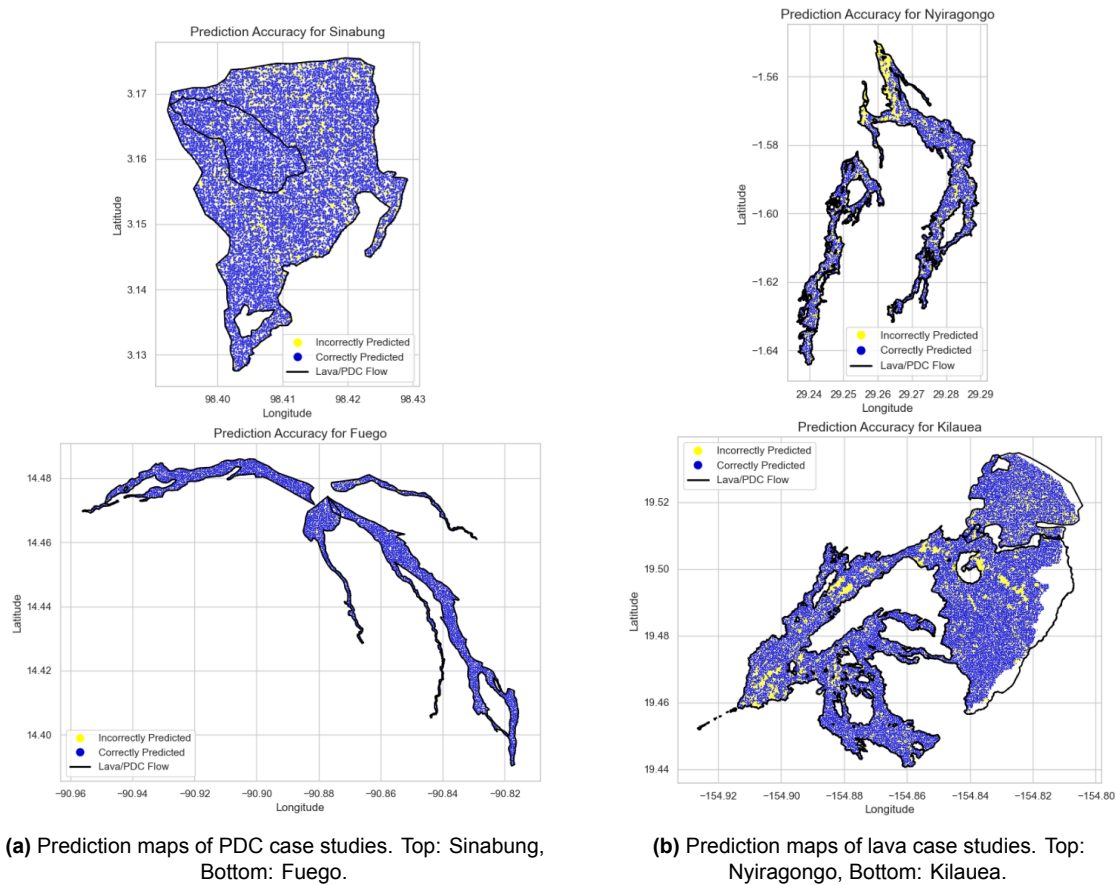 Prediction Accuracy for Sinabung
3.17
3.16
3.15
3.14
3.13
Latitude
Incorrectly Predicted
Correctly Predicted
Lava/PDC Flow
98.40 98.41 98.42 98.43
Longitude
Prediction Accuracy for Fuego
14.48
14.46
14.44
14.42
14.40
Latitude
Incorrectly Predicted
Correctly Predicted
Lava/PDC Flow
−90.96 −90.94 −90.92 −90.90 −90.88 −90.86 −90.84 −90.82
Longitude
(a) Prediction maps of PDC case studies. Top: Sinabung,
Bottom: Fuego.
Prediction Accuracy for Nyiragongo
−1.56
−1.58
−1.60
−1.62
−1.64
Latitude
Incorrectly Predicted
Correctly Predicted
Lava/PDC Flow
29.24 29.25 29.26 29.27 29.28 29.29
Longitude
Prediction Accuracy for Kilauea
Incorrectly Predicted
Correctly Predicted
Lava/PDC Flow
19.52
19.50
19.48
19.46
19.44
Latitude
−154.92 −154.90 −154.88 −154.86 −154.84 −154.82 −154.80
Longitude
(b) Prediction maps of lava case studies. Top:
Nyiragongo, Bottom: Kilauea.